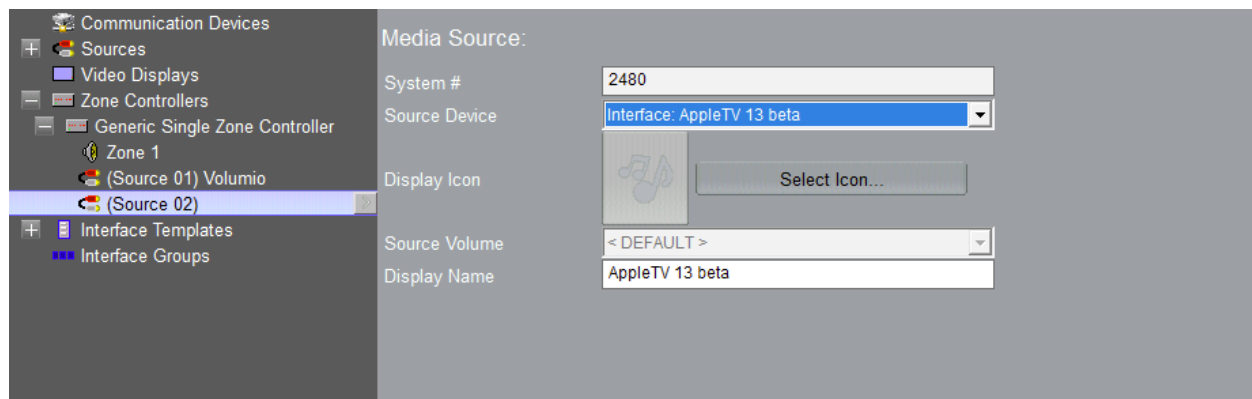 Communication Devices
Sources
Video Displays
Zone Controllers
Generic Single Zone Controller
Zone 1
(Source 01) Volumio
(Source 02)
Interface Templates
Interface Groups
Media Source:
System # 2480
Source Device Interface: AppleTV 13 beta
Display Icon Select Icon...
Source Volume < DEFAULT >
Display Name AppleTV 13 beta